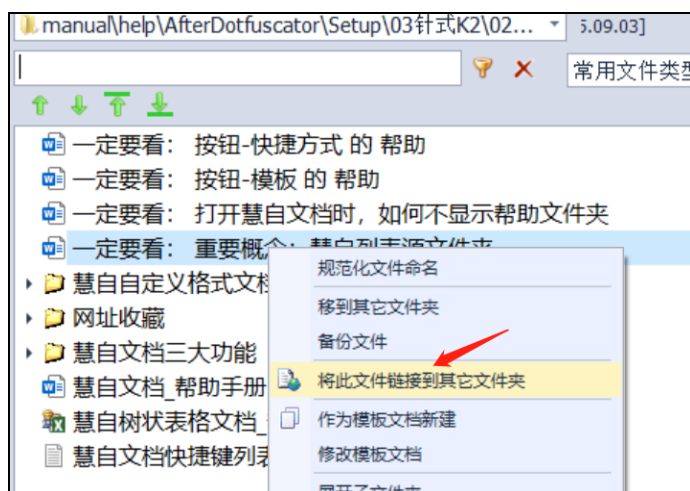 manual\help\AfterDotfuscator\Setup\03针式K2\02...
5.09.03]
常用文件类型
一定要看： 按钮-快捷方式 的 帮助
一定要看： 按钮-模板 的 帮助
一定要看： 打开慧自文档时，如何不显示帮助文件夹
一定要看： 重要概念：慧自列表源文件夹
慧自自定义格式文档
网址收藏
慧自文档三大功能
慧自文档_帮助手册
慧自树状表格文档_
慧自文档快捷键列表
规范化文件命名
移到其它文件夹
备份文件
将此文件链接到其它文件夹
作为模板文档新建
修改模板文档
展开子文件夹